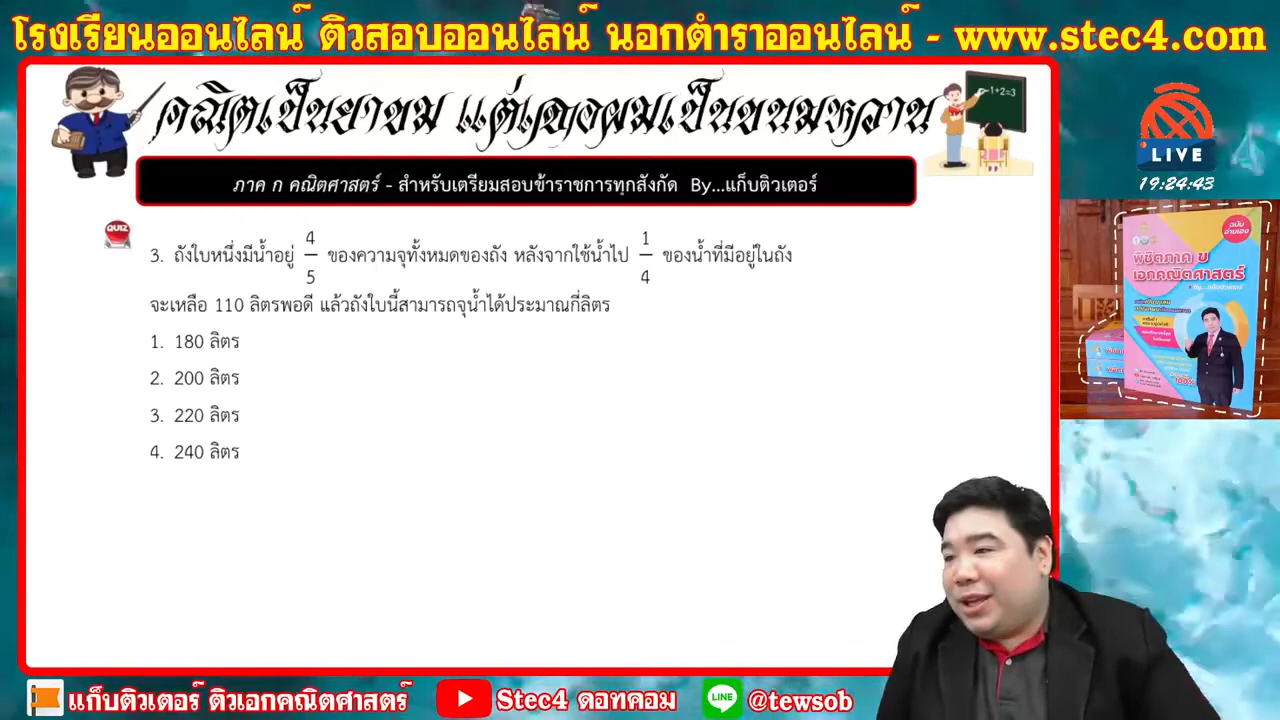 โรงเรียนออนไลน์ ติวสอบออนไลน์ นอกตำราออนไลน์ - www.stec4.com
คณิตเป็นยาขม แต่เธอผมเป็นขนมหวาน
-1+2=3
LIVE
19:24:43
ภาค ก คณิตศาสตร์ - สำหรับเตรียมสอบข้าราชการทุกสังกัด By...แก็บติวเตอร์
QUIZ
3. ถังใบหนึ่งมีน้ำอยู่ 4/5 ของความจุทั้งหมดของถัง หลังจากใช้น้ำไป 1/4 ของน้ำที่มีอยู่ในถัง
จะเหลือ 110 ลิตรพอดี แล้วถังใบนี้สามารถจุน้ำได้ประมาณกี่ลิตร
1. 180 ลิตร
2. 200 ลิตร
3. 220 ลิตร
4. 240 ลิตร
ฉบับ
อ่านเอง
พิชิตภาค ข
เอกคณิตศาสตร์
100%
แก็บติวเตอร์ ติวเอกคณิตศาสตร์
Stec4 ดอทคอม
LINE
@tewsob